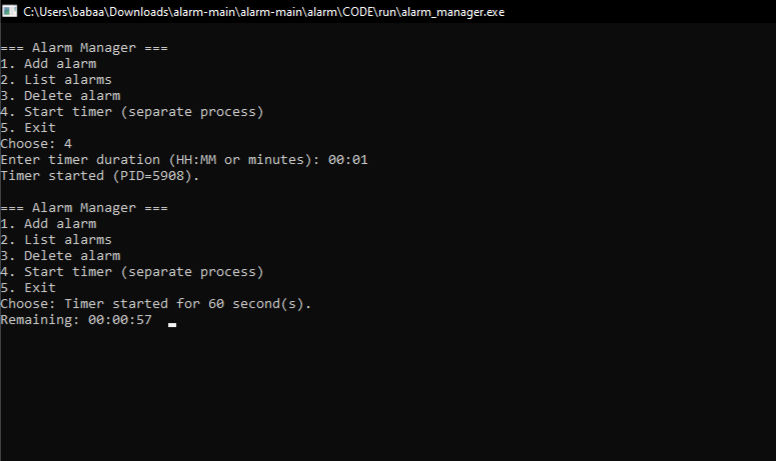 C:\Users\babaa\Downloads\alarm-main\alarm-main\alarm\CODE\run\alarm_manager.exe
=== Alarm Manager ===
1. Add alarm
2. List alarms
3. Delete alarm
4. Start timer (separate process)
5. Exit
Choose: 4
Enter timer duration (HH:MM or minutes): 00:01
Timer started (PID=5908).
=== Alarm Manager ===
1. Add alarm
2. List alarms
3. Delete alarm
4. Start timer (separate process)
5. Exit
Choose: Timer started for 60 second(s).
Remaining: 00:00:57